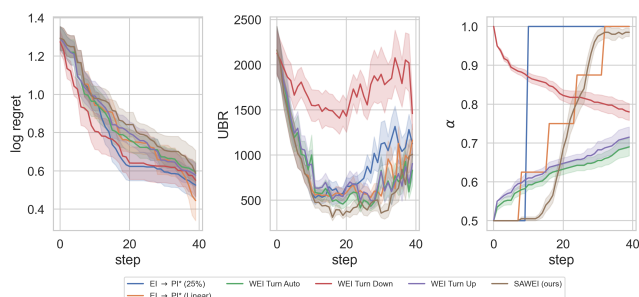 1.4
1.2
1.0
0.8
0.6
0.4
log regret
0
20
40
step
2500
2000
1500
1000
500
UBR
0
20
40
step
1.0
0.9
0.8
0.7
0.6
0.5
α
0
20
40
step
EI → PI* (25%)
EI → PI* (Linear)
WEI Turn Auto
WEI Turn Down
WEI Turn Up
SAWEI (ours)